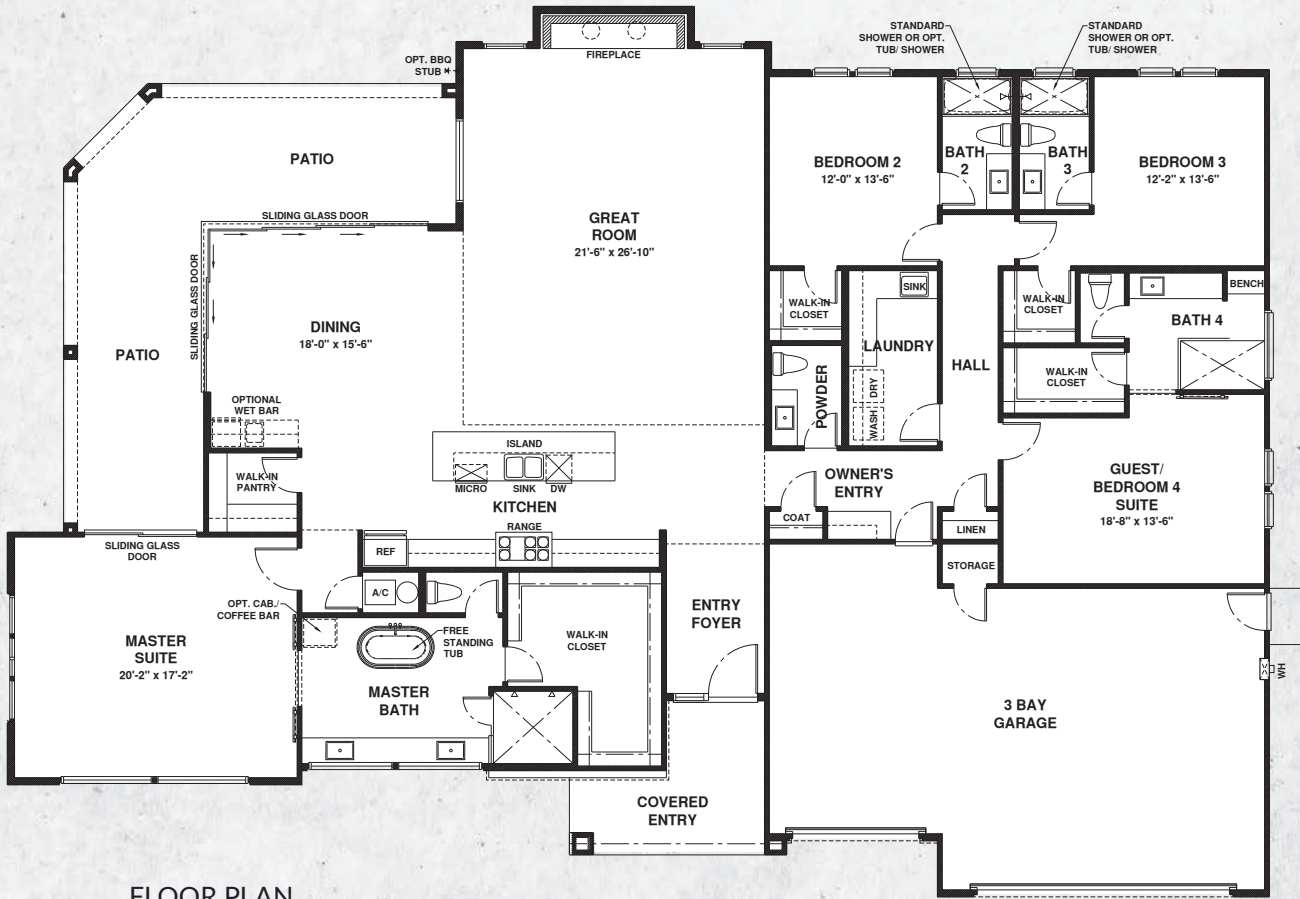 STANDARD
SHOWER OR OPT.
TUB/ SHOWER
STANDARD
SHOWER OR OPT.
TUB/ SHOWER
FIREPLACE
OPT. BBQ
STUB
PATIO
BEDROOM 2
12'-0" x 13'-6"
BATH
2
BATH
3
BEDROOM 3
12'-2" x 13'-6"
SLIDING GLASS DOOR
GREAT
ROOM
21'-6" x 26'-10"
SLIDING GLASS DOOR
WALK-IN
CLOSET
SINK
WALK-IN
CLOSET
BENCH
BATH 4
DINING
18'-0" x 15'-6"
PATIO
LAUNDRY
HALL
WALK-IN
CLOSET
POWDER
DRY
WASH
OPTIONAL
WET BAR
ISLAND
MICRO
SINK
DW
WALK-IN
PANTRY
KITCHEN
RANGE
OWNER'S
ENTRY
GUEST/
BEDROOM 4
SUITE
18'-8" x 13'-6"
COAT
LINEN
SLIDING GLASS
DOOR
REF
STORAGE
A/C
OPT. CAB./
COFFEE BAR
ENTRY
FOYER
FREE
STANDING
TUB
WALK-IN
CLOSET
MASTER
SUITE
20'-2" x 17'-2"
MASTER
BATH
WH
3 BAY
GARAGE
COVERED
ENTRY
FLOOR PLAN